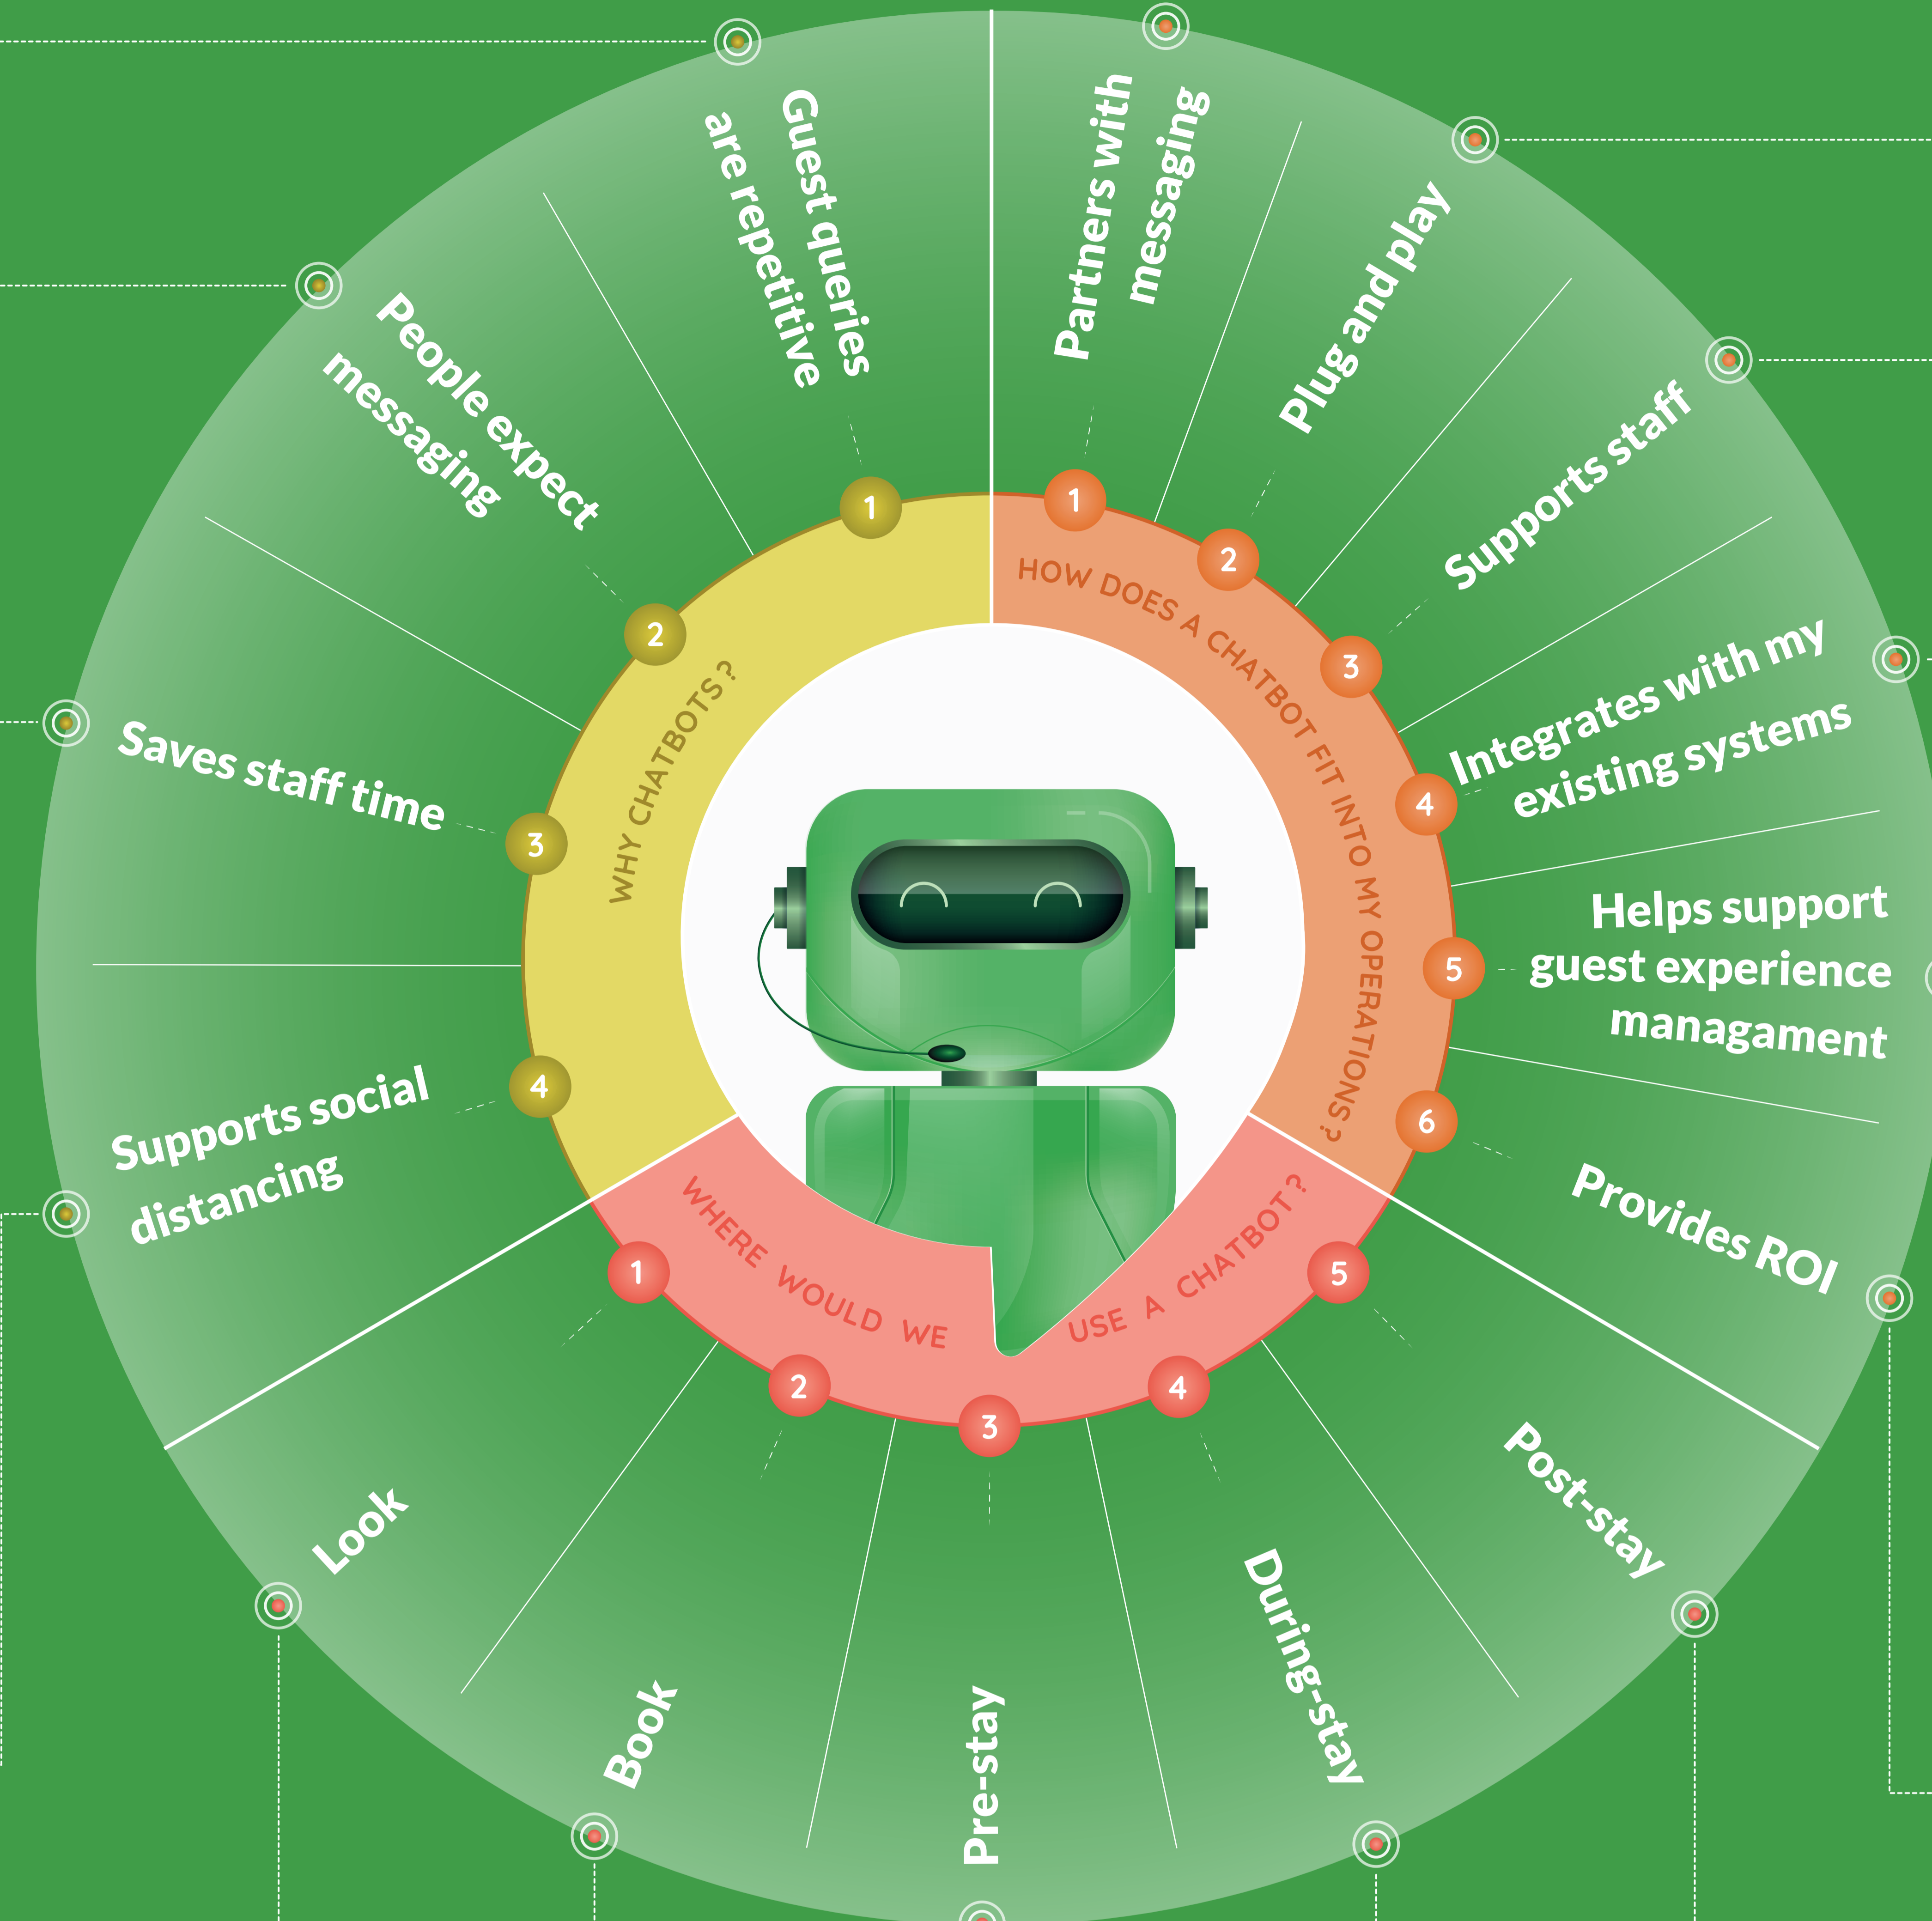 WHY CHATBOTS?
1
Guest queries
are repetitive
2
People expect
messaging
3
Saves staff time
4
Supports social
distancing
HOW DOES A CHATBOT FIT INTO MY OPERATIONS?
1
Partners with
messaging
2
Plug and play
3
Supports staff
4
Integrates with my
existing systems
5
Helps support
guest experience
managament
6
Provides ROI
WHERE WOULD WE USE A CHATBOT?
1
Look
2
Book
3
Pre-stay
4
During-stay
5
Post-stay